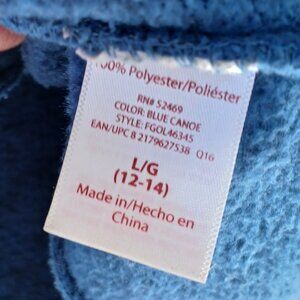 100% Polyester/Poliéster
RN# 52469
COLOR: BLUE CANOE
STYLE: FGOL46345
EAN/UPC 8 2179627538 Q16
L/G
(12-14)
Made in/Hecho en
China